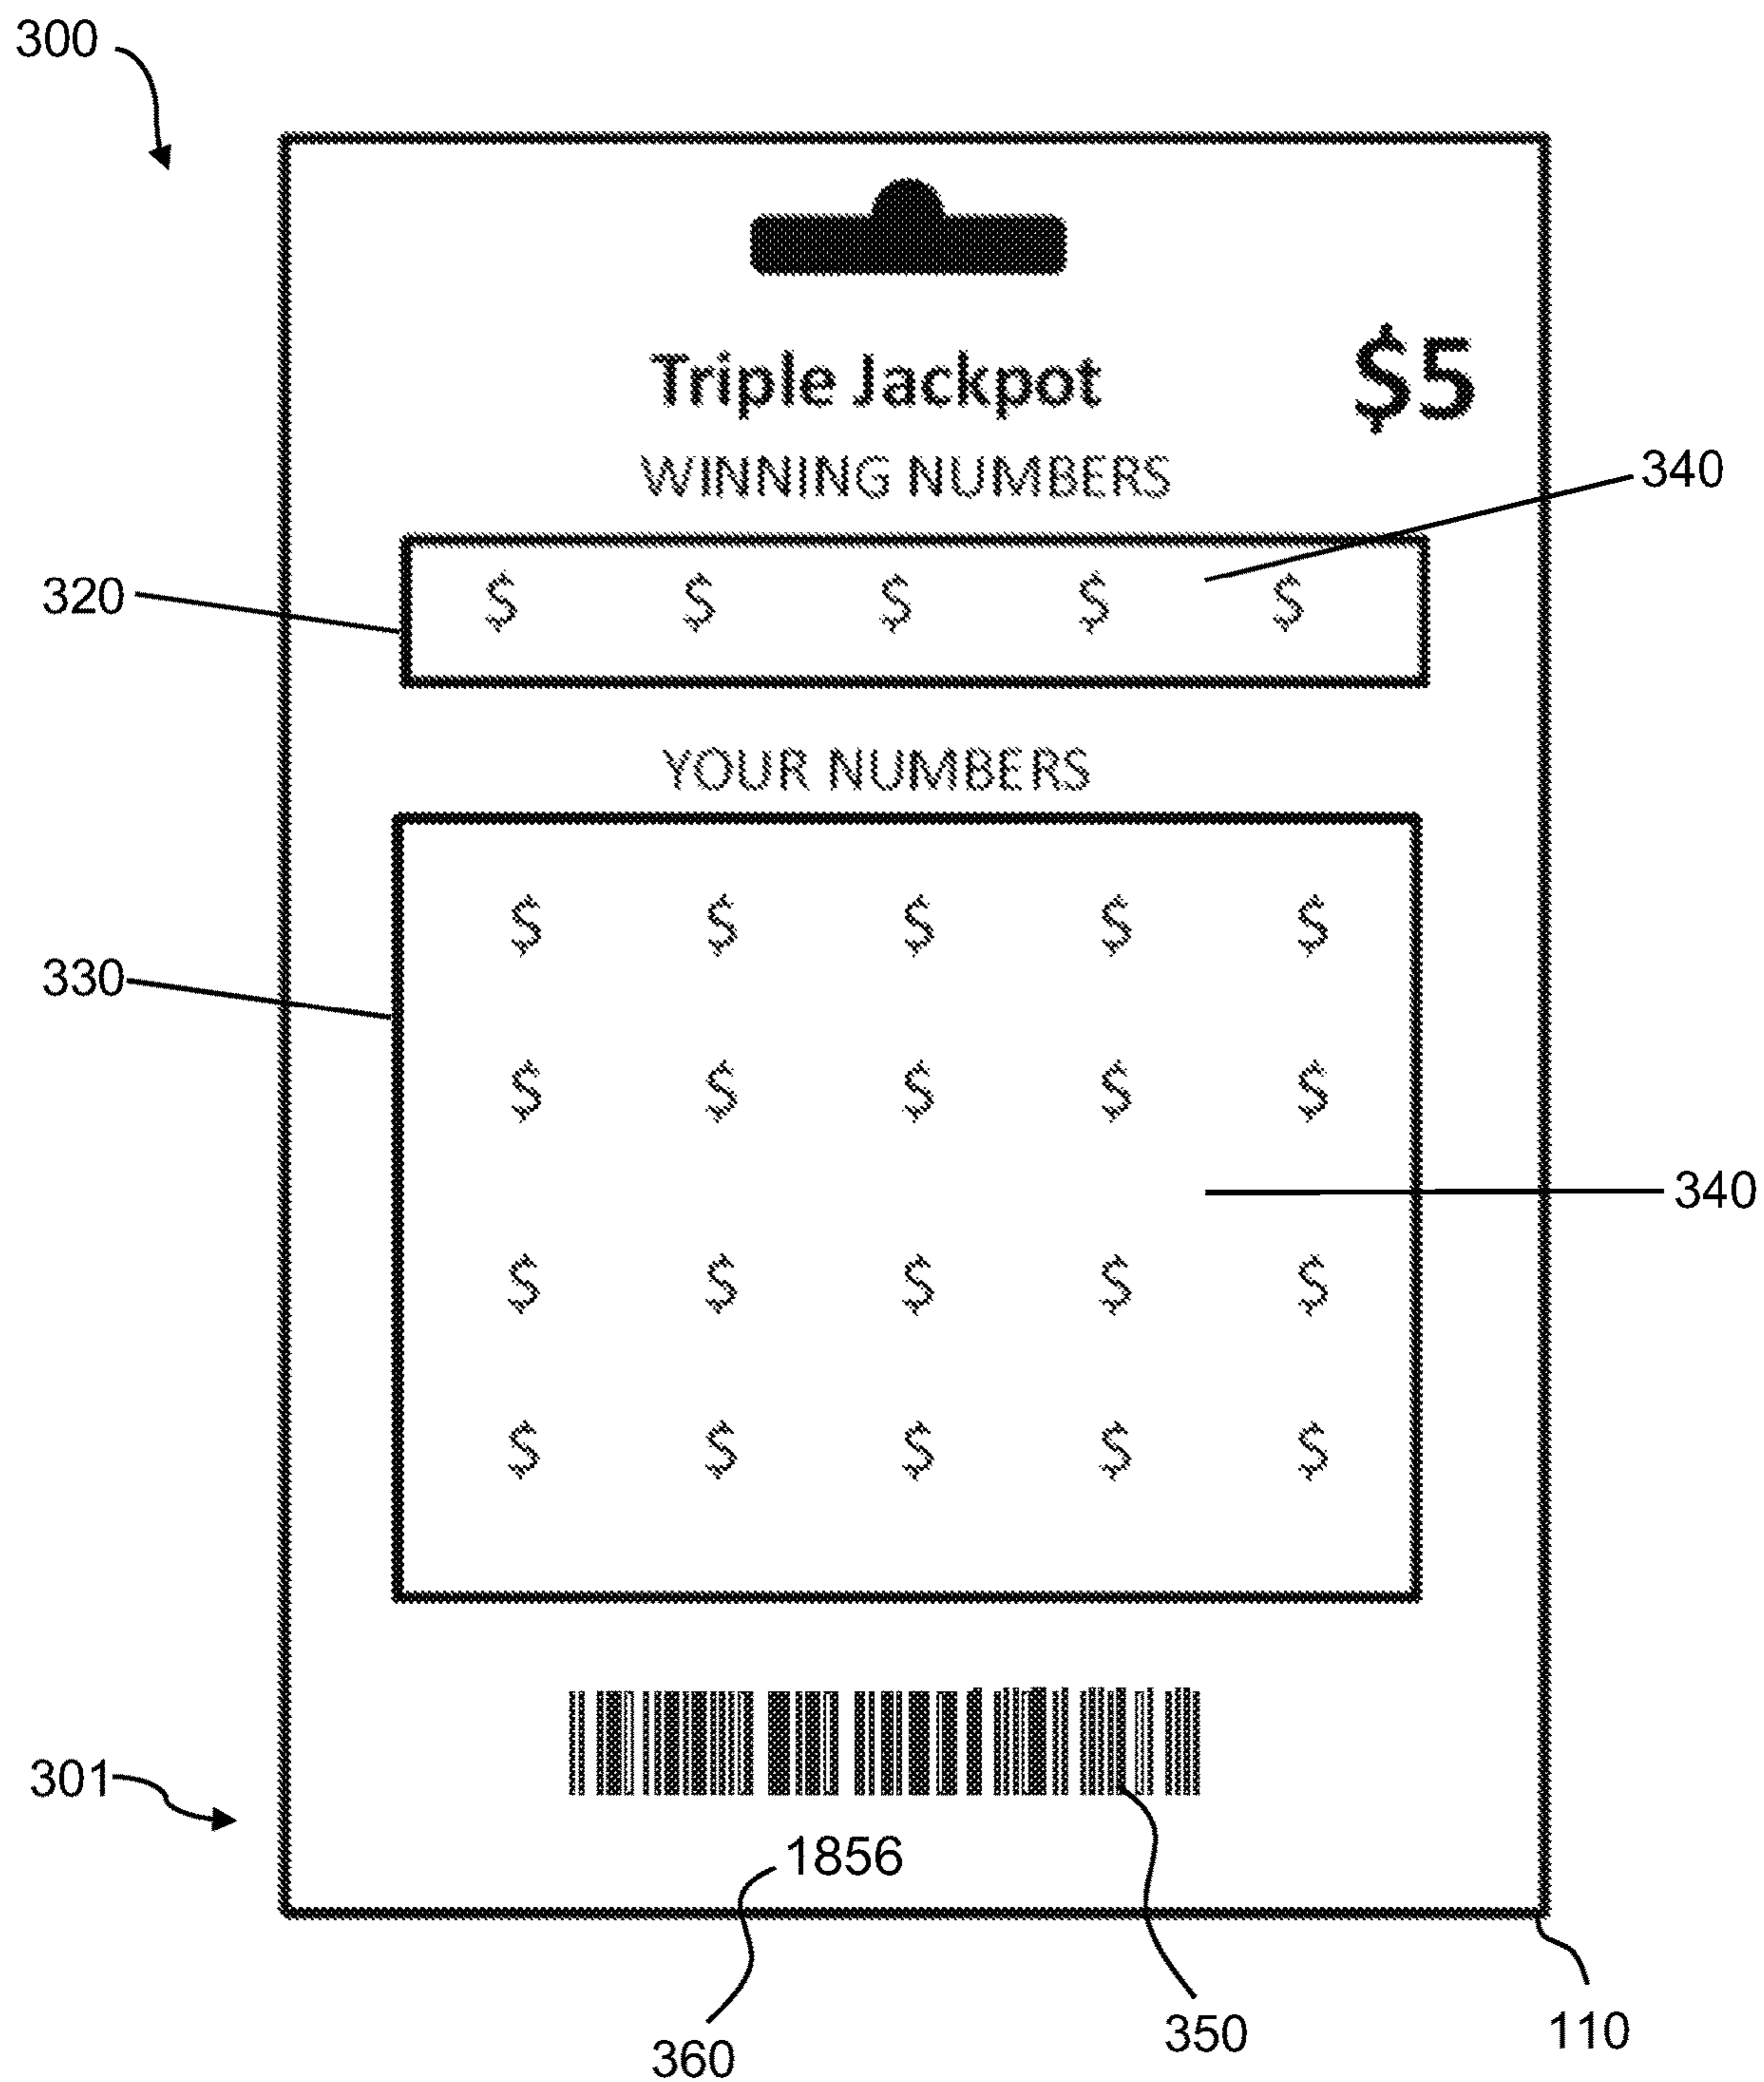 300
Triple Jackpot
$5
WINNING NUMBERS
340
320
$ $ $ $ $
YOUR NUMBERS
330
$ $ $ $ $
$ $ $ $ $
340
$ $ $ $ $
$ $ $ $ $
301
1856
360
350
110